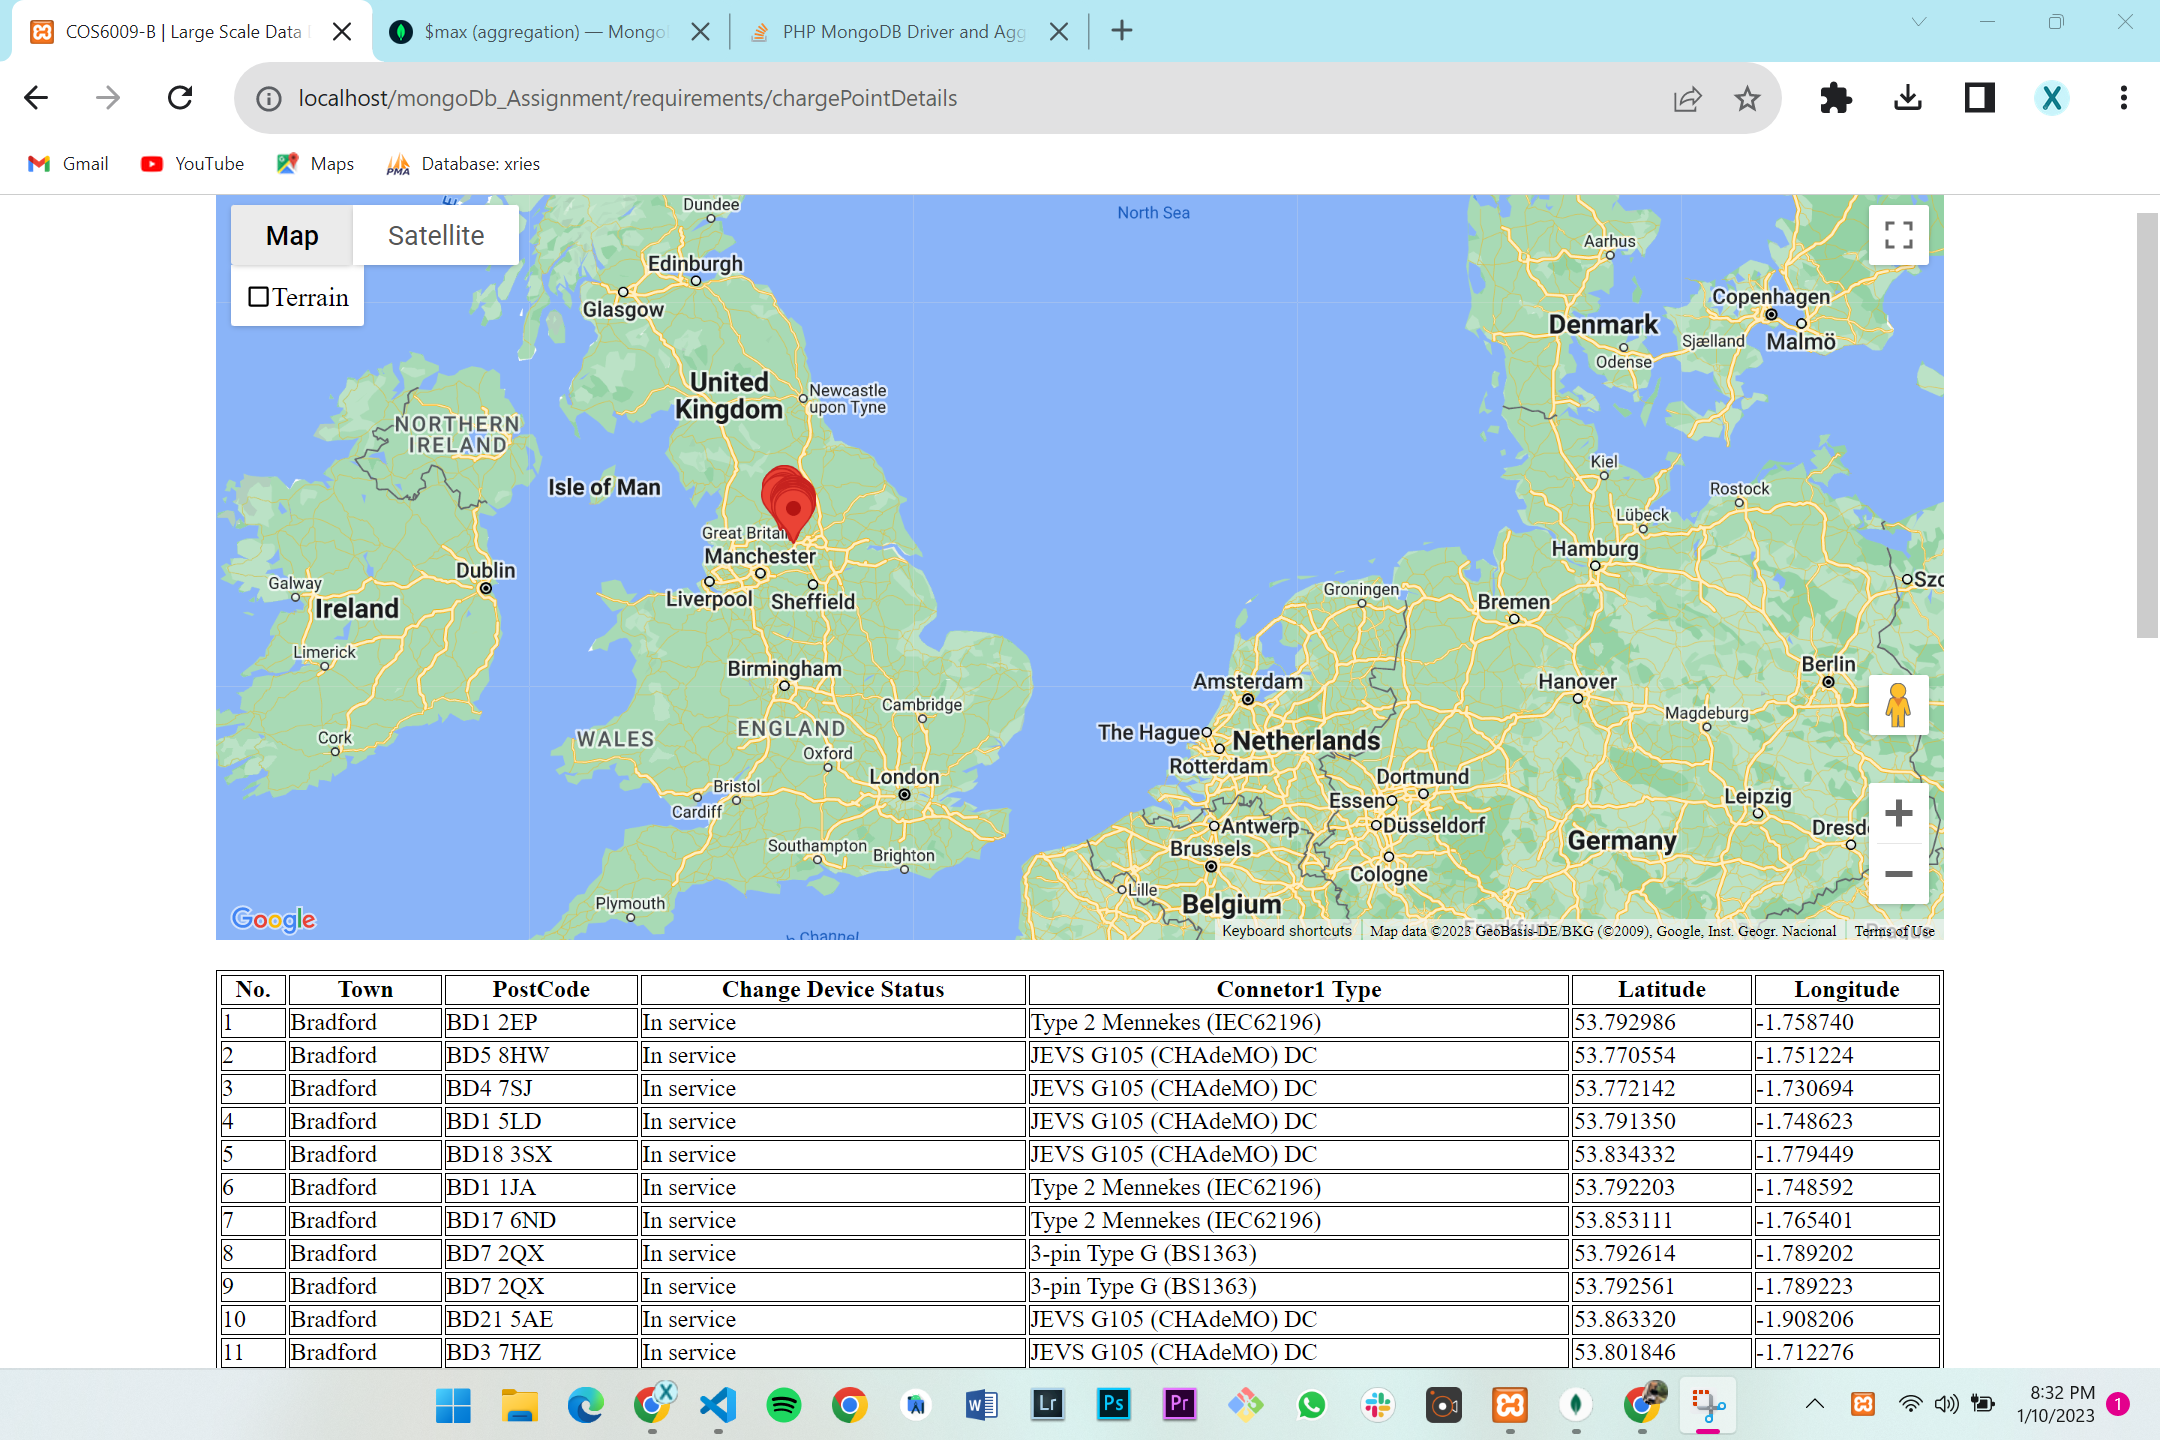 COS6009-B | Large Scale Data
$max (aggregation) — Mongo
PHP MongoDB Driver and Agg
localhost/mongoDb_Assignment/requirements/chargePointDetails
X
Gmail
YouTube
Maps
PMA
Database: xries
Map
Satellite
Terrain
Dundee
North Sea
Aarhus
Edinburgh
Glasgow
Copenhagen
Denmark
Sjælland
Malmö
Odense
United
Kingdom
Newcastle
upon Tyne
NORTHERN
IRELAND
Kiel
Isle of Man
Rostock
Lübeck
Great Britai
Manchester
Hamburg
Dublin
Galway
Szc
Groningen
Liverpool
Sheffield
Bremen
Ireland
Limerick
Birmingham
Berlin
Amsterdam
Hanover
Cambridge
Magdeburg
Cork
WALES
ENGLAND
The Hague
Netherlands
Oxford
Rotterdam
London
Dortmund
Bristol
Essen
Leipzig
Cardiff
Antwerp
Düsseldorf
Dresd
Southampton
Brighton
Brussels
Germany
Cologne
Lille
Plymouth
Belgium
Google
Channel
Keyboard shortcuts
Map data ©2023 GeoBasis-DE/BKG (©2009), Google, Inst. Geogr. Nacional
Terms of Use
No. Town PostCode Change Device Status Connetor1 Type Latitude Longitude
1 Bradford BD1 2EP In service Type 2 Mennekes (IEC62196) 53.792986 -1.758740
2 Bradford BD5 8HW In service JEVS G105 (CHAdeMO) DC 53.770554 -1.751224
3 Bradford BD4 7SJ In service JEVS G105 (CHAdeMO) DC 53.772142 -1.730694
4 Bradford BD1 5LD In service JEVS G105 (CHAdeMO) DC 53.791350 -1.748623
5 Bradford BD18 3SX In service JEVS G105 (CHAdeMO) DC 53.834332 -1.779449
6 Bradford BD1 1JA In service Type 2 Mennekes (IEC62196) 53.792203 -1.748592
7 Bradford BD17 6ND In service Type 2 Mennekes (IEC62196) 53.853111 -1.765401
8 Bradford BD7 2QX In service 3-pin Type G (BS1363) 53.792614 -1.789202
9 Bradford BD7 2QX In service 3-pin Type G (BS1363) 53.792561 -1.789223
10 Bradford BD21 5AE In service JEVS G105 (CHAdeMO) DC 53.863320 -1.908206
11 Bradford BD3 7HZ In service JEVS G105 (CHAdeMO) DC 53.801846 -1.712276
X
W
Lr
Ps
Pr
8:32 PM
1/10/2023
1